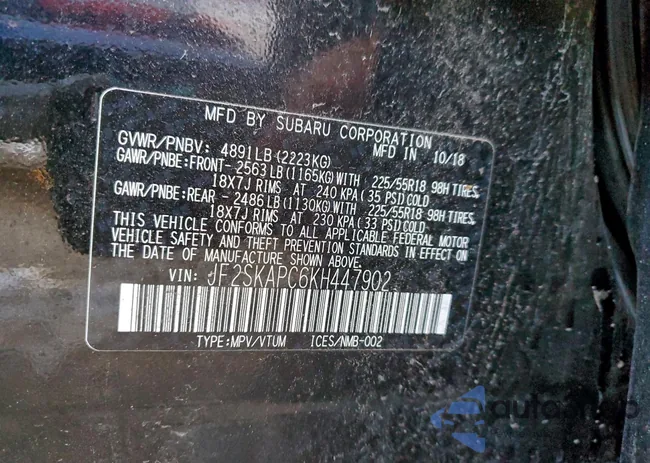 MFD BY SUBARU CORPORATION
GVWR/PNBV: 4891LB(2223KG) MFD IN 10/18
GAWR/PNBE:FRONT-2563LB(1165KG)WITH 225/55R18 98H TIRES,
18X7J RIMS AT 240 KPA(35 PSI)COLD
GAWR/PNBE:REAR - 2486LB(1130KG)WITH 225/55R18 98H TIRES,
18X7J RIMS AT 230 KPA(33 PSI)COLD
THIS VEHICLE CONFORMS TO ALL APPLICABLE FEDERAL MOTOR
VEHICLE SAFETY AND THEFT PREVENTION STANDARDS IN EFFECT ON
THE DATE OF MANUFACTURE SHOWN ABOVE.
VIN: JF2SKAPC6KH447902
TYPE:MPV/VTUM ICES/NMB-002